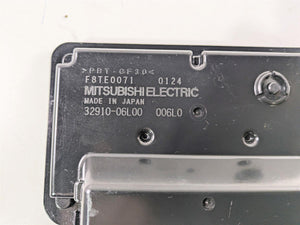 >PBT-GF30<
F8TE0071 0124
MITSUBISHI ELECTRIC
MADE IN JAPAN
32910-06L00 006L0